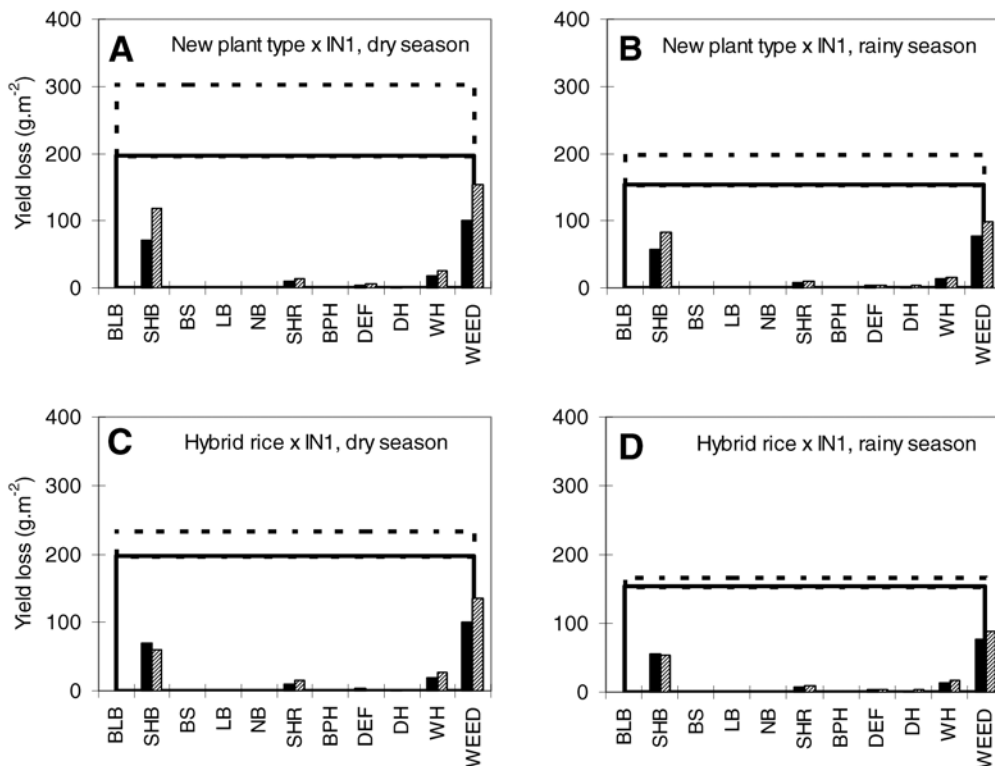 A
New plant type x IN1, dry season
Yield loss (g.m-2)
400
300
200
100
0
BLB
SHB
BS
LB
NB
SHR
BPH
DEF
DH
WH
WEED
B
New plant type x IN1, rainy season
400
300
200
100
0
BLB
SHB
BS
LB
NB
SHR
BPH
DEF
DH
WH
WEED
C
Hybrid rice x IN1, dry season
Yield loss (g.m-2)
400
300
200
100
0
BLB
SHB
BS
LB
NB
SHR
BPH
DEF
DH
WH
WEED
D
Hybrid rice x IN1, rainy season
400
300
200
100
0
BLB
SHB
BS
LB
NB
SHR
BPH
DEF
DH
WH
WEED